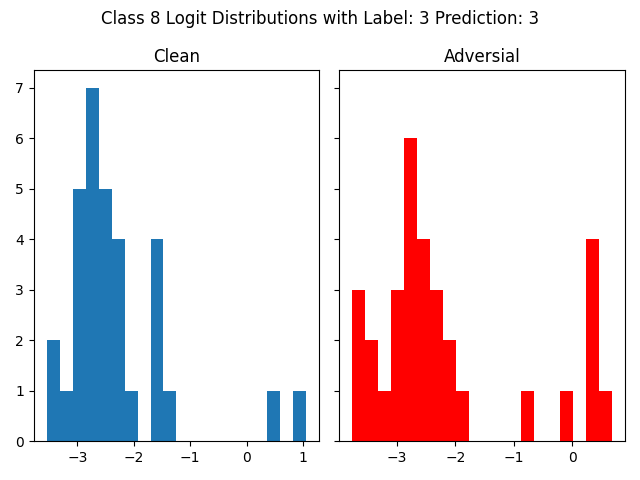 Class 8 Logit Distributions with Label: 3 Prediction: 3
Clean
Adversial
7
6
5
4
3
2
1
0
−3 −2 −1 0 1
−3 −2 −1 0